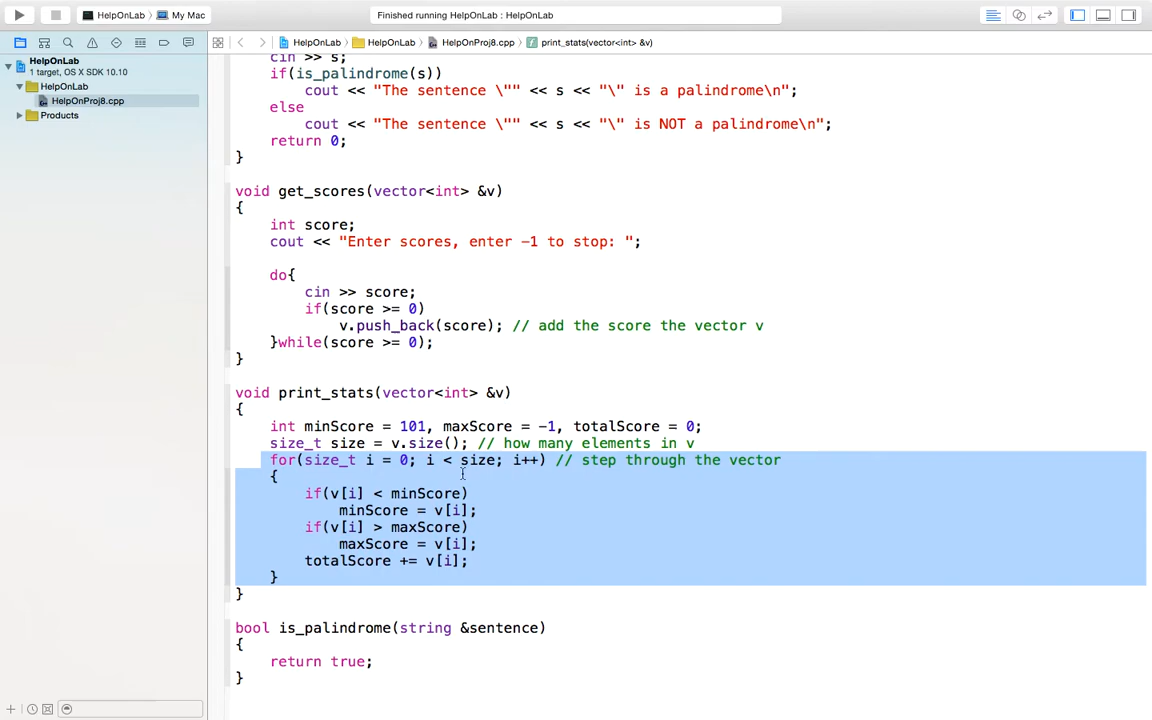 HelpOnLab 〉 My Mac
Finished running HelpOnLab : HelpOnLab
HelpOnLab
1 target, OS X SDK 10.10
HelpOnLab
HelpOnProj8.cpp
Products
HelpOnLab 〉 HelpOnLab 〉 HelpOnProj8.cpp 〉 print_stats(vector<int> &v)
cin >> s;
if(is_palindrome(s))
cout << "The sentence \"" << s << "\" is a palindrome\n";
else
cout << "The sentence \"" << s << "\" is NOT a palindrome\n";
return 0;
}
void get_scores(vector<int> &v)
{
int score;
cout << "Enter scores, enter -1 to stop: ";
do{
cin >> score;
if(score >= 0)
v.push_back(score); // add the score the vector v
}while(score >= 0);
}
void print_stats(vector<int> &v)
{
int minScore = 101, maxScore = -1, totalScore = 0;
size_t size = v.size(); // how many elements in v
for(size_t i = 0; i < size; i++) // step through the vector
{
if(v[i] < minScore)
minScore = v[i];
if(v[i] > maxScore)
maxScore = v[i];
totalScore += v[i];
}
}
bool is_palindrome(string &sentence)
{
return true;
}